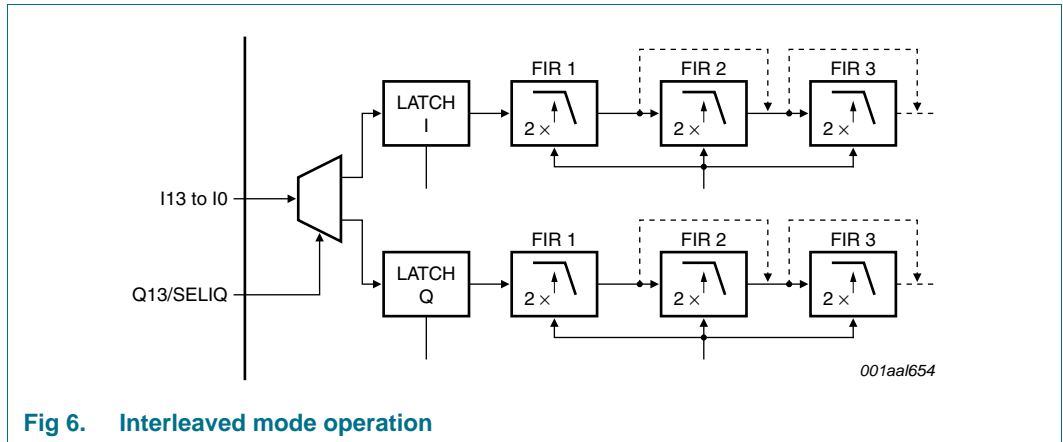 FIR 1
FIR 2
FIR 3
LATCH
I
2 ×
2 ×
2 ×
I13 to I0
FIR 1
FIR 2
FIR 3
LATCH
Q
2 ×
2 ×
2 ×
Q13/SELIQ
001aal654
Fig 6. Interleaved mode operation